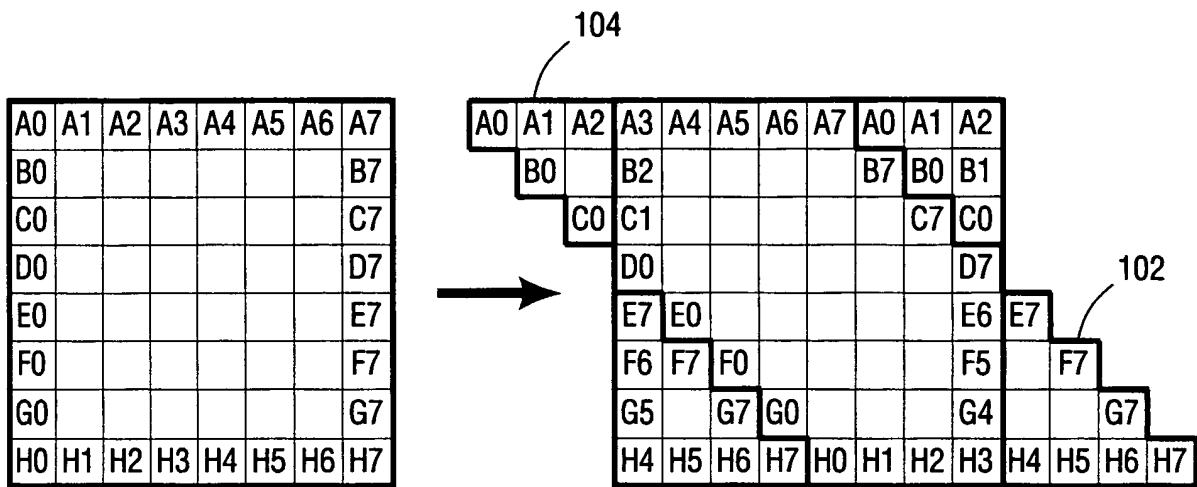 104
A0 A1 A2 A3 A4 A5 A6 A7 A0 A1 A2 A3 A4 A5 A6 A7 A0 A1 A2
B0 B7 B0 B2 B7 B0 B1
C0 C7 C0 C1 C7 C0
D0 D7 D0 D7
102
E0 E7 E7 E0 E6 E7
F0 F7 F6 F7 F0 F5 F7
G0 G7 G5 G7 G0 G4 G7
H0 H1 H2 H3 H4 H5 H6 H7 H4 H5 H6 H7 H0 H1 H2 H3 H4 H5 H6 H7